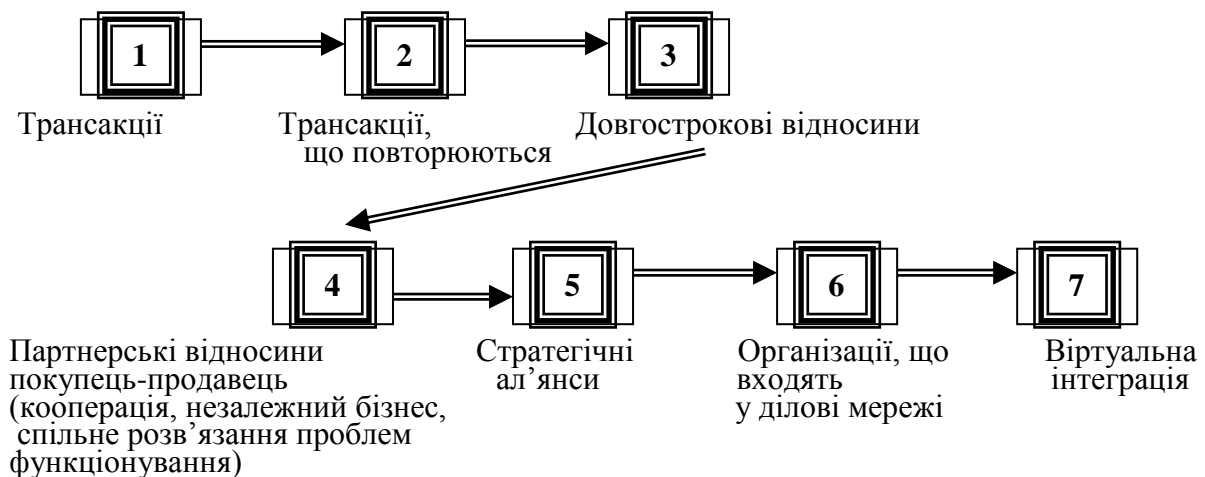 1
2
3
Трансакції
Трансакції,
що повторюються
Довгострокові відносини
4
5
6
7
Партнерські відносини
покупець-продавець
(кооперація, незалежний бізнес,
спільне розв’язання проблем
функціонування)
Стратегічні
ал’янси
Організації, що
входять
у ділові мережі
Віртуальна
інтеграція